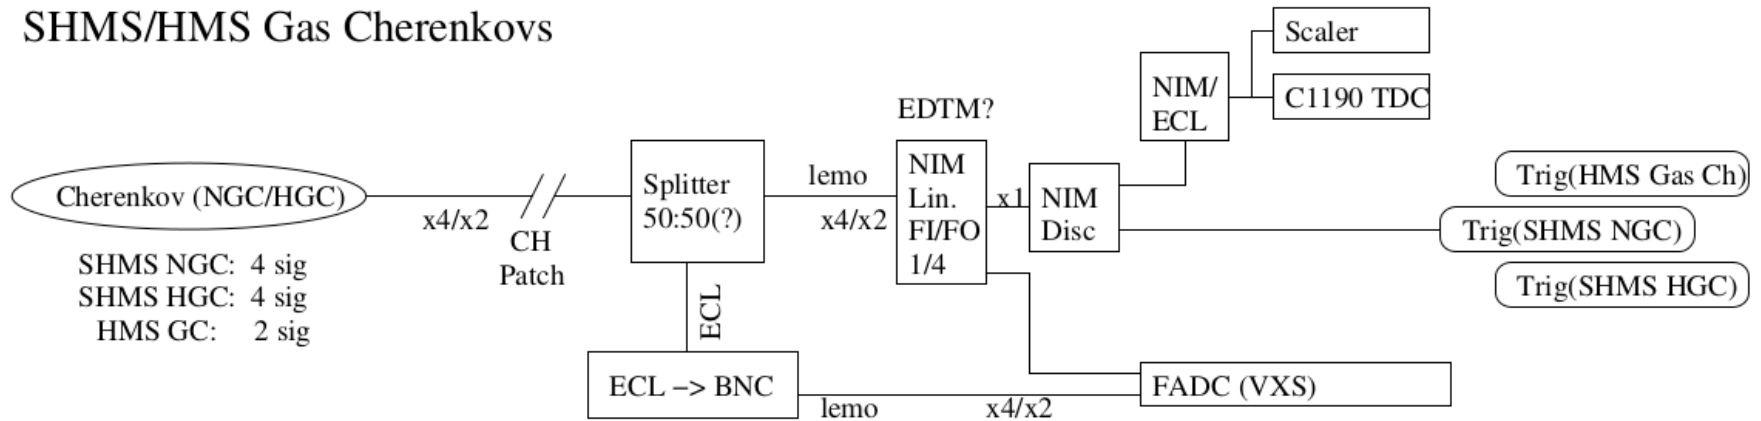 SHMS/HMS Gas Cherenkovs
Scaler
C1190 TDC
NIM/
ECL
EDTM?
Cherenkov (NGC/HGC)
x4/x2
CH
Patch
SHMS NGC: 4 sig
SHMS HGC: 4 sig
HMS GC: 2 sig
Splitter
50:50(?)
lemo
x4/x2
NIM
Lin.
FI/FO
1/4
x1
NIM
Disc
Trig(HMS Gas Ch)
Trig(SHMS NGC)
Trig(SHMS HGC)
ECL
ECL −> BNC
lemo
x4/x2
FADC (VXS)